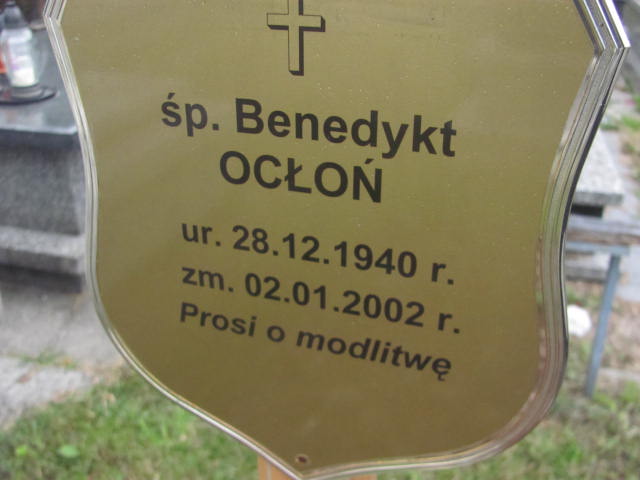 śp. Benedykt
OCŁOŃ
ur. 28.12.1940 r.
zm. 02.01.2002 r.
Prosi o modlitwę